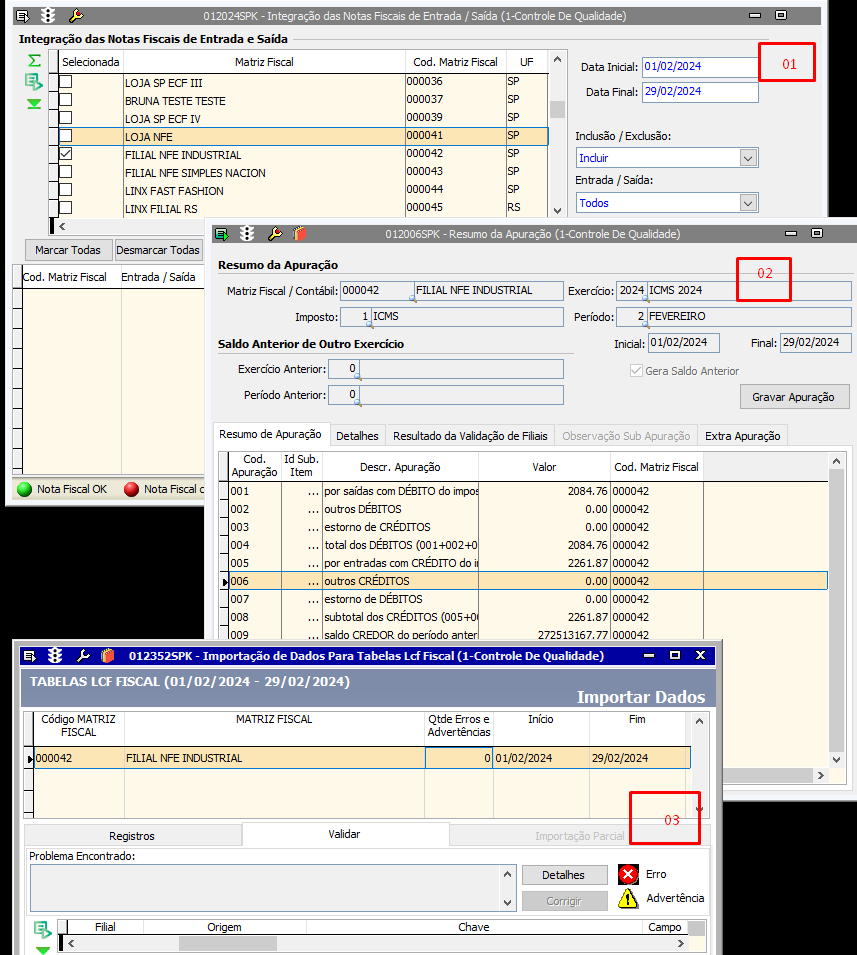 012024SPK - Integração das Notas Fiscais de Entrada / Saída (1-Controle De Qualidade)
Integração das Notas Fiscais de Entrada e Saída
Selecionada Matriz Fiscal Cod. Matriz Fiscal UF
LOJA SP ECF III 000036 SP
BRUNA TESTE TESTE 000037 SP
LOJA SP ECF IV 000039 SP
LOJA NFE 000041 SP
FILIAL NFE INDUSTRIAL 000042 SP
FILIAL NFE SIMPLES NACION 000043 SP
LINX FAST FASHION 000044 SP
LINX FILIAL RS 000045 RS
Data Inicial: 01/02/2024
01
Data Final: 29/02/2024
Inclusão / Exclusão:
Incluir
Entrada / Saída:
Todos
Marcar Todas Desmarcar Todas
Cod. Matriz Fiscal Entrada / Saída
Nota Fiscal OK Nota Fiscal
012006SPK - Resumo da Apuração (1-Controle De Qualidade)
Resumo da Apuração
02
Matriz Fiscal / Contábil: 000042 FILIAL NFE INDUSTRIAL Exercício: 2024 ICMS 2024
Imposto: 1 ICMS Período: 2 FEVEREIRO
Saldo Anterior de Outro Exercício Inicial: 01/02/2024 Final: 29/02/2024
Exercício Anterior: 0 Gera Saldo Anterior
Período Anterior: 0 Gravar Apuração
Resumo de Apuração Detalhes Resultado da Validação de Filiais Observação Sub Apuração Extra Apuração
Cod. Apuração Id Sub. Item Descr. Apuração Valor Cod. Matriz Fiscal
001 ... por saídas com DÉBITO do impos 2084.76 000042
002 ... outros DÉBITOS 0.00 000042
003 ... estorno de CRÉDITOS 0.00 000042
004 ... total dos DÉBITOS (001+002+0 2084.76 000042
005 ... por entradas com CRÉDITO do i 2261.87 000042
006 ... outros CRÉDITOS 0.00 000042
007 ... estorno de DÉBITOS 0.00 000042
008 ... subtotal dos CRÉDITOS (005+0 2261.87 000042
009 ... saldo CREDOR do período anter 272513167.77 000042
012352SPK - Importação de Dados Para Tabelas Lcf Fiscal (1-Controle De Qualidade)
TABELAS LCF FISCAL (01/02/2024 - 29/02/2024)
Importar Dados
Código MATRIZ FISCAL MATRIZ FISCAL Qtde Erros e Advertências Início Fim
000042 FILIAL NFE INDUSTRIAL 0 01/02/2024 29/02/2024
03
Registros Validar Importação Parcial
Problema Encontrado:
Detalhes Erro
Corrigir Advertência
Filial Origem Chave Campo